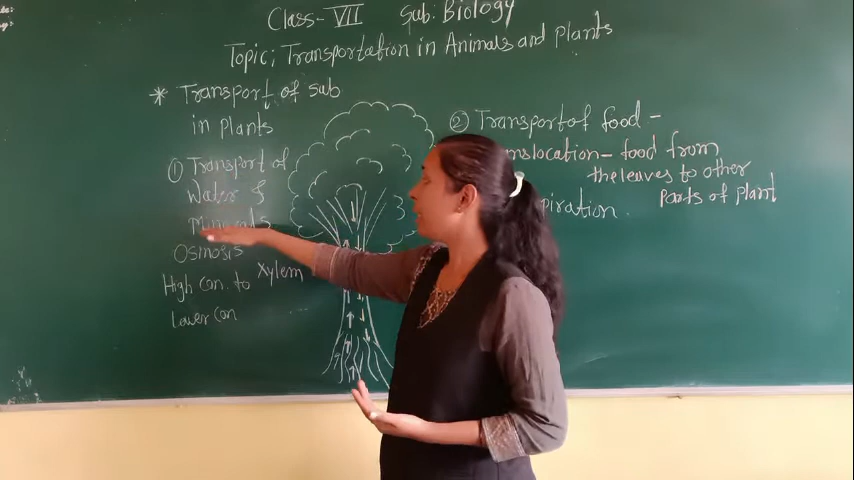 Class-VII Sub. Biology
Topic; Transportation in Animals and Plants
* Transport of sub
in plants
① Transport of
Water &
Minerals
Osmosis
High Con. to Xylem
Lower Con
② Transport of food -
food from
the leaves to other
Parts of plant